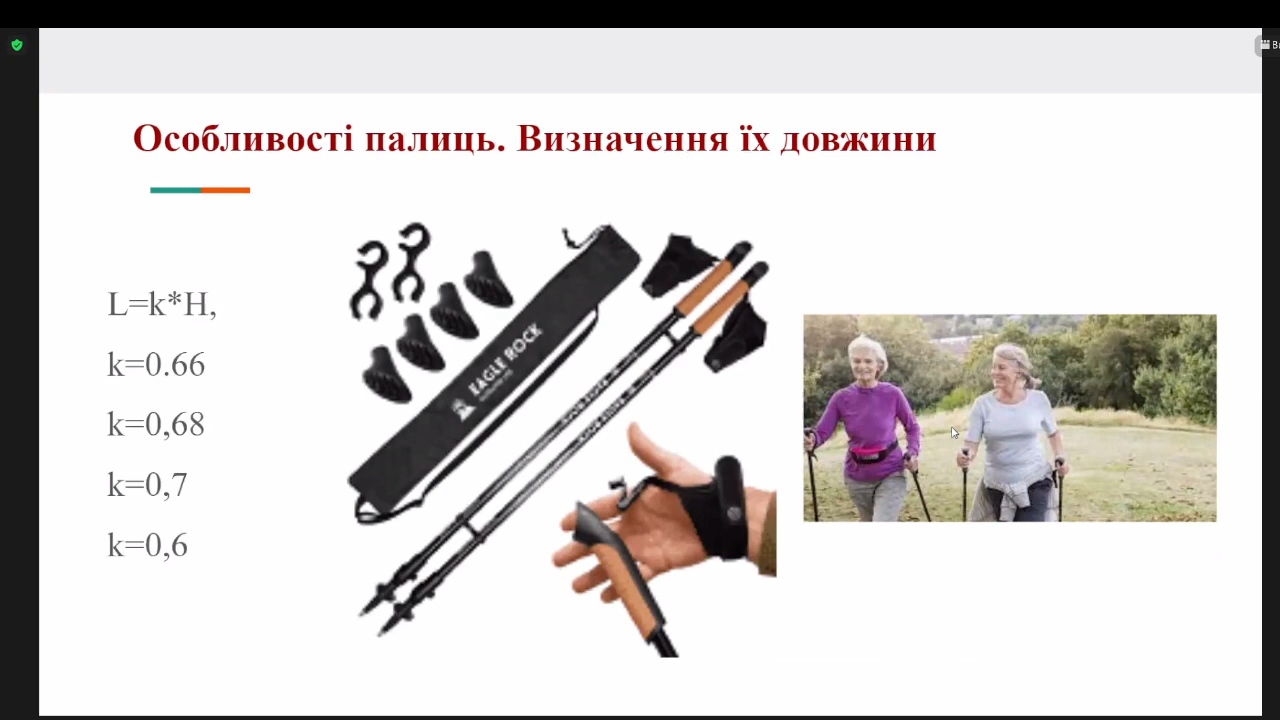 Особливості палиць. Визначення їх довжини
L=k*H,
k=0.66
k=0,68
k=0,7
k=0,6
EAGLE ROCK